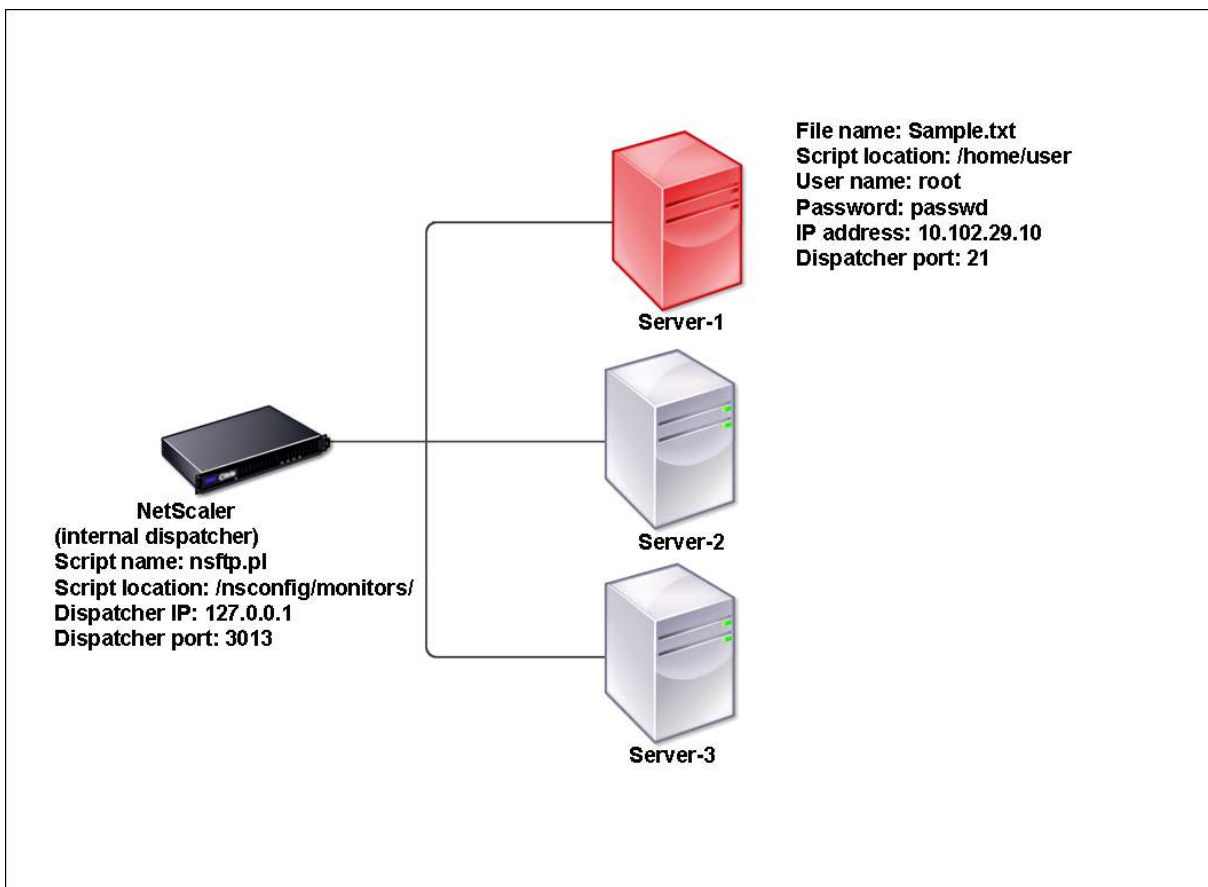 File name: Sample.txt
Script location: /home/user
User name: root
Password: passwd
IP address: 10.102.29.10
Dispatcher port: 21
Server-1
NetScaler
(internal dispatcher)
Script name: nsftp.pl
Script location: /nsconfig/monitors/
Dispatcher IP: 127.0.0.1
Dispatcher port: 3013
Server-2
Server-3